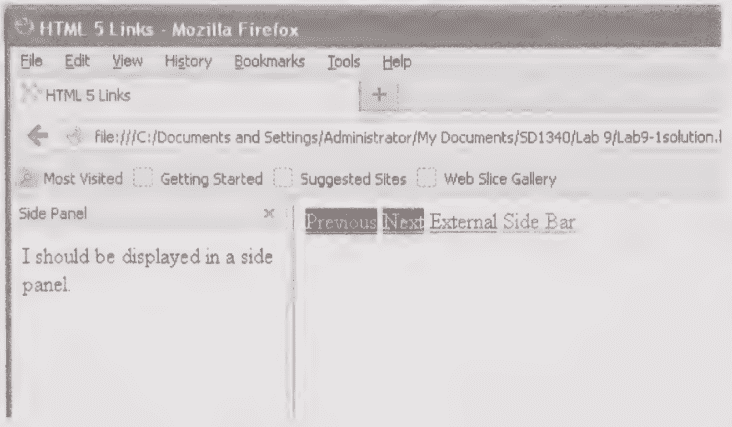 HTML 5 Links - Mozilla Firefox
File Edit View History Bookmarks Tools Help
HTML 5 Links +
file:///C:/Documents and Settings/Administrator/My Documents/SD1340/Lab 9/Lab9-1solution.l
Most Visited Getting Started Suggested Sites Web Slice Gallery
Side Panel ×
Previous Next External Side Bar
I should be displayed in a side
panel.